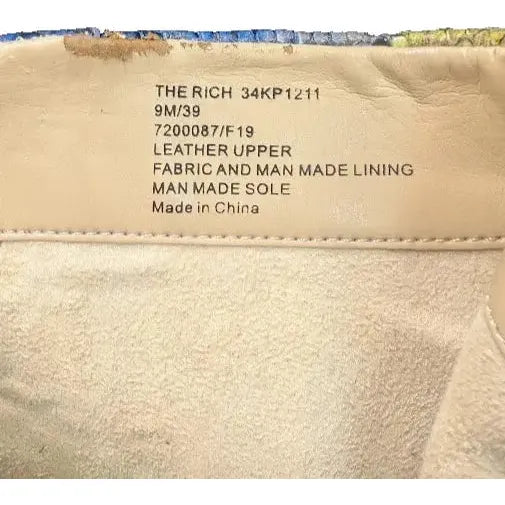 THE RICH 34KP1211
9M/39
7200087/F19
LEATHER UPPER
FABRIC AND MAN MADE LINING
MAN MADE SOLE
Made in China